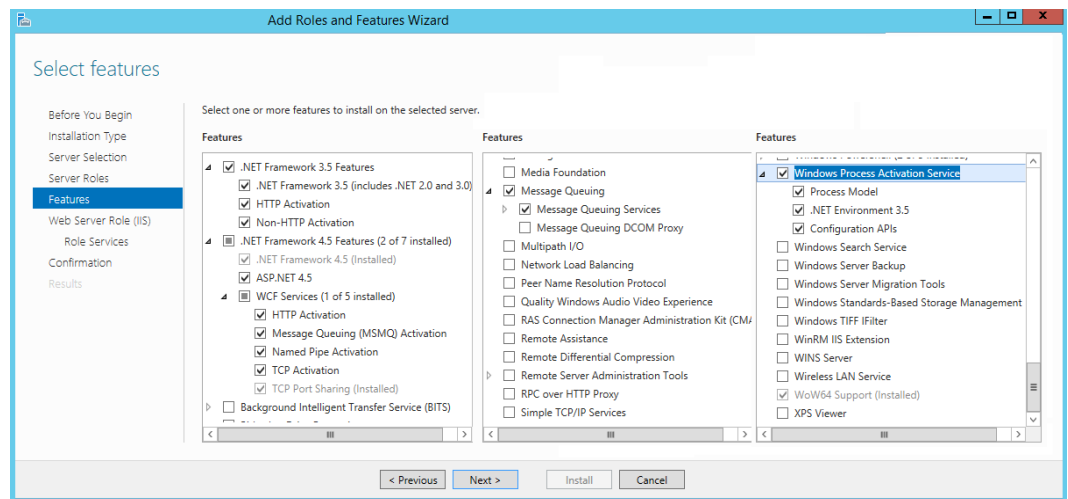 Add Roles and Features Wizard
X
Select features
Before You Begin
Installation Type
Server Selection
Server Roles
Features
Web Server Role (IIS)
Role Services
Confirmation
Results
Select one or more features to install on the selected server.
Features
.NET Framework 3.5 Features
.NET Framework 3.5 (includes .NET 2.0 and 3.0)
HTTP Activation
Non-HTTP Activation
.NET Framework 4.5 Features (2 of 7 installed)
.NET Framework 4.5 (Installed)
ASP.NET 4.5
WCF Services (1 of 5 installed)
HTTP Activation
Message Queuing (MSMQ) Activation
Named Pipe Activation
TCP Activation
TCP Port Sharing (Installed)
Background Intelligent Transfer Service (BITS)
Features
Media Foundation
Message Queuing
Message Queuing Services
Message Queuing DCOM Proxy
Multipath I/O
Network Load Balancing
Peer Name Resolution Protocol
Quality Windows Audio Video Experience
RAS Connection Manager Administration Kit (CMA
Remote Assistance
Remote Differential Compression
Remote Server Administration Tools
RPC over HTTP Proxy
Simple TCP/IP Services
Features
Windows Process Activation Service
Process Model
.NET Environment 3.5
Configuration APIs
Windows Search Service
Windows Server Backup
Windows Server Migration Tools
Windows Standards-Based Storage Management
Windows TIFF IFilter
WinRM IIS Extension
WINS Server
Wireless LAN Service
WoW64 Support (Installed)
XPS Viewer
< Previous
Next >
Install
Cancel